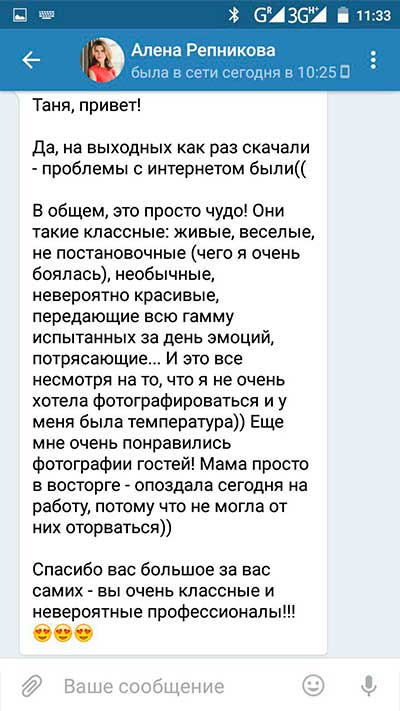 GR 3GH+ 11:33
Алена Репникова
была в сети сегодня в 10:25
Таня, привет!
Да, на выходных как раз скачали
- проблемы с интернетом были((
В общем, это просто чудо! Они
такие классные: живые, веселые,
не постановочные (чего я очень
боялась), необычные,
невероятно красивые,
передающие всю гамму
испытанных за день эмоций,
потрясающие... И это все
несмотря на то, что я не очень
хотела фотографироваться и у
меня была температура)) Еще
мне очень понравились
фотографии гостей! Мама просто
в восторге - опоздала сегодня на
работу, потому что не могла от
них оторваться))
Спасибо вас большое за вас
самих - вы очень классные и
невероятные профессионалы!!!
😍😍😍
Ваше сообщение